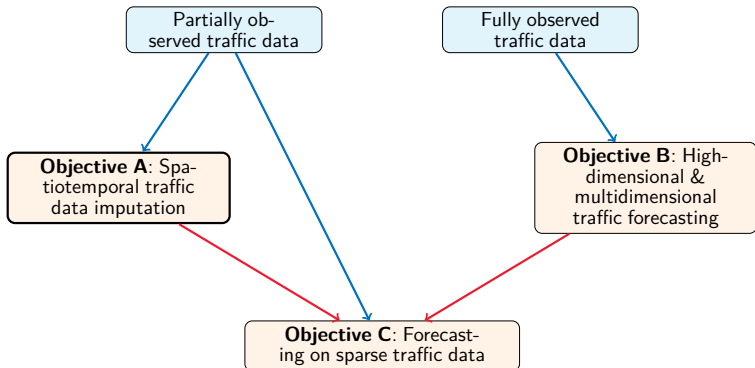 Partially ob-
served traffic data
Fully observed
traffic data
Objective A: Spa-
tiotemporal traffic
data imputation
Objective B: High-
dimensional &
multidimensional
traffic forecasting
Objective C: Forecast-
ing on sparse traffic data